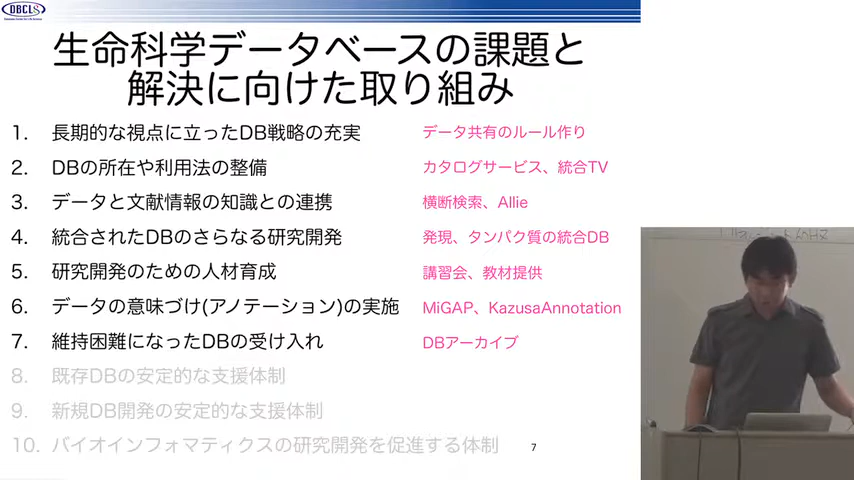 DBCLS
生命科学データベースの課題と
解決に向けた取り組み
1. 長期的な視点に立ったDB戦略の充実 データ共有のルール作り
2. DBの所在や利用法の整備 カタログサービス、統合TV
3. データと文献情報の知識との連携 横断検索、Allie
4. 統合されたDBのさらなる研究開発 発現、タンパク質の統合DB
5. 研究開発のための人材育成 講習会、教材提供
6. データの意味づけ(アノテーション)の実施 MiGAP、KazusaAnnotation
7. 維持困難になったDBの受け入れ DBアーカイブ
8. 既存DBの安定的な支援体制
9. 新規DB開発の安定的な支援体制
10. バイオインフォマティクスの研究開発を促進する体制
7